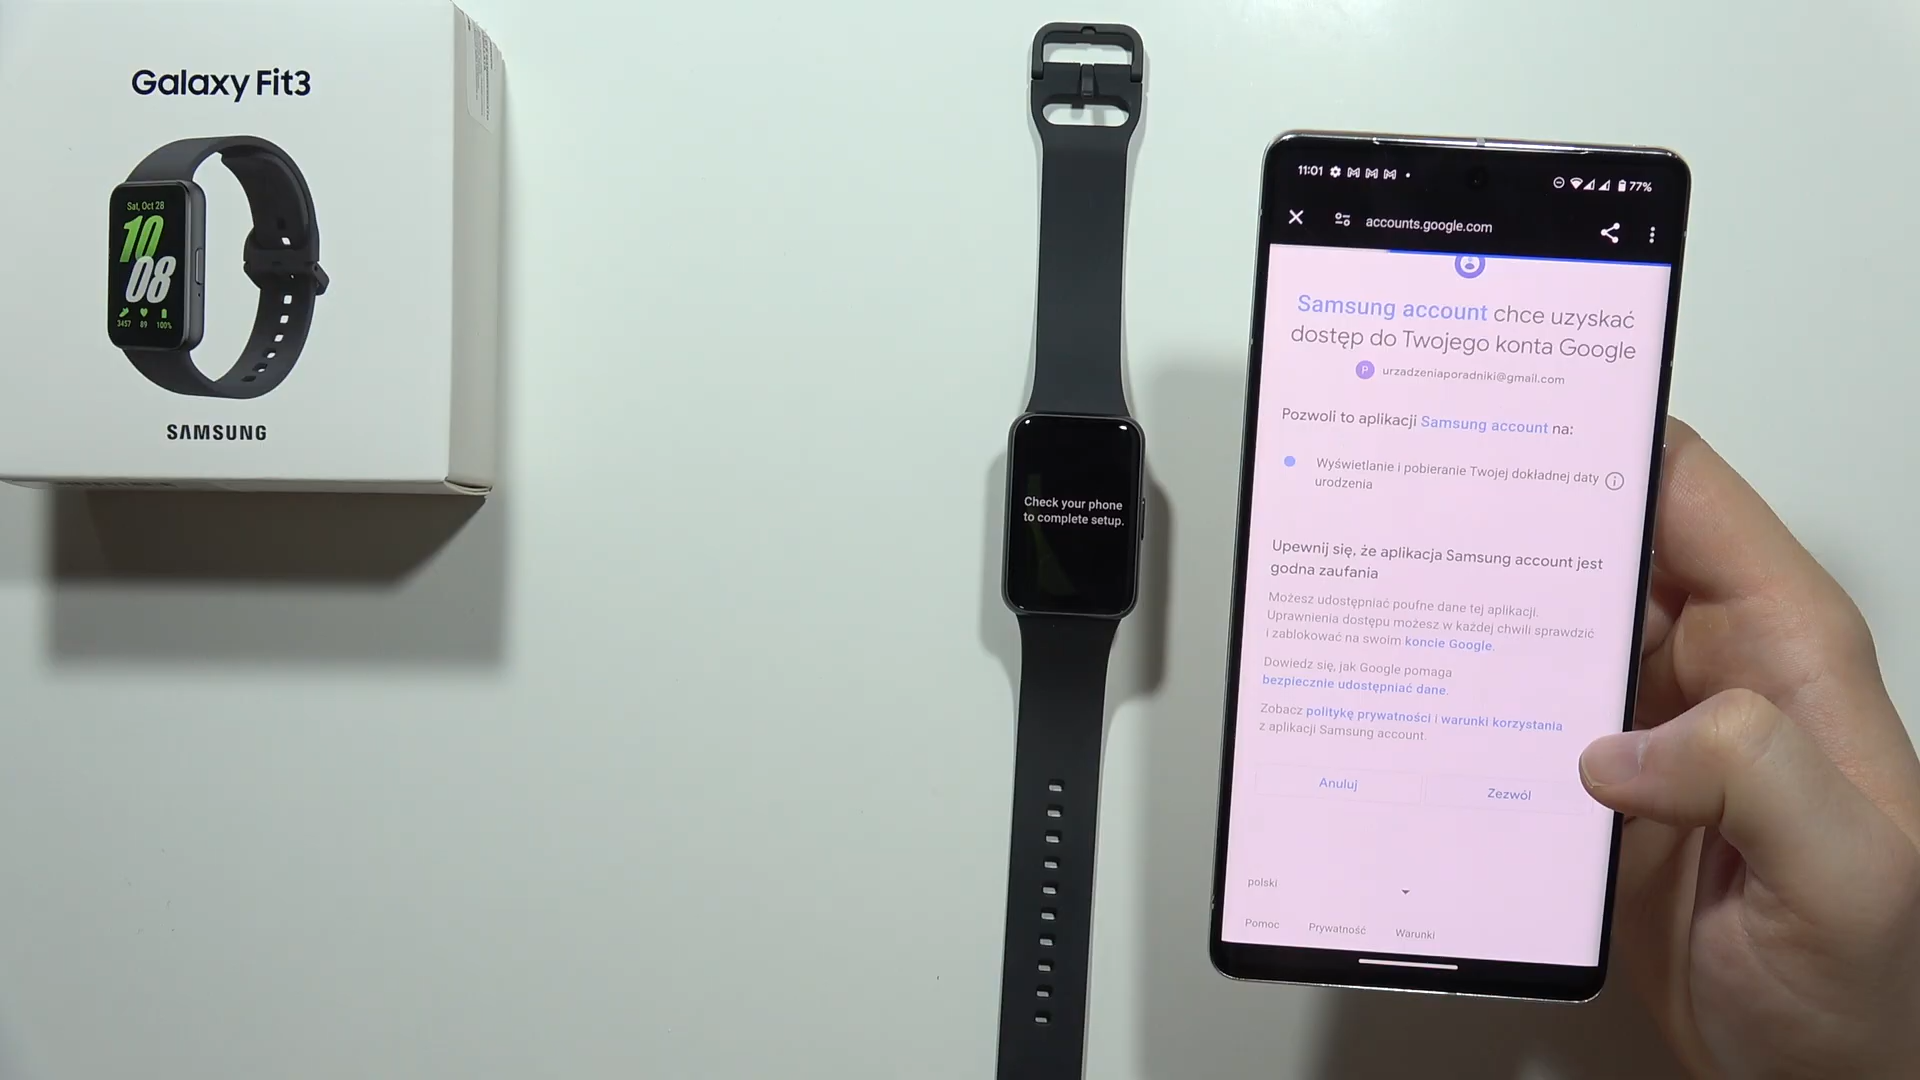 Galaxy Fit3
Sat, Oct 28
10
08
3457 89 100%
SAMSUNG
Check your phone
to complete setup.
11:01
77%
accounts.google.com
Samsung account chce uzyskać
dostęp do Twojego konta Google
P urzadzeniaporadniki@gmail.com
Pozwoli to aplikacji Samsung account na:
Wyświetlanie i pobieranie Twojej dokładnej daty
urodzenia
Upewnij się, że aplikacja Samsung account jest
godna zaufania
Możesz udostępniać poufne dane tej aplikacji.
Uprawnienia dostępu możesz w każdej chwili sprawdzić
i zablokować na swoim koncie Google.
Dowiedz się, jak Google pomaga
bezpiecznie udostępniać dane.
Zobacz politykę prywatności i warunki korzystania
z aplikacji Samsung account.
Anuluj Zezwól
polski
Pomoc Prywatność Warunki